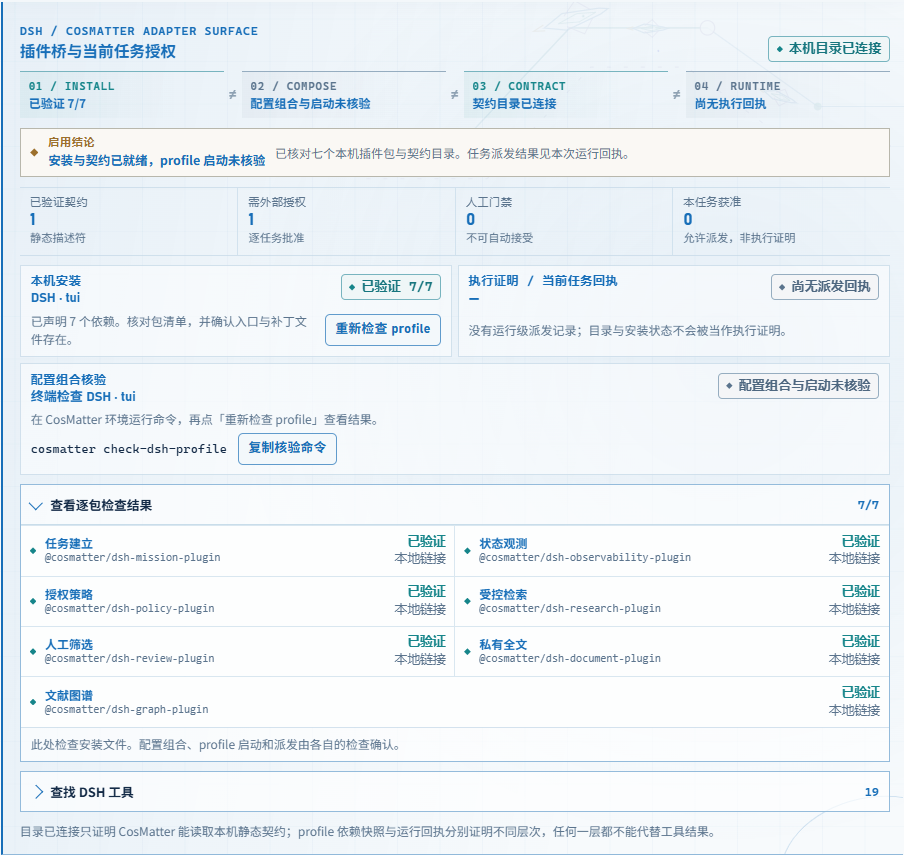 DSH / COSMATTER ADAPTER SURFACE
插件桥与当前任务授权
本机目录已连接
01 / INSTALL
已验证 7/7
≠
02 / COMPOSE
配置组合与启动未核验
≠
03 / CONTRACT
契约目录已连接
≠
04 / RUNTIME
尚无执行回执
启用结论
安装与契约已就绪，profile 启动未核验
已核对七个本机插件包与契约目录。任务派发结果见本次运行回执。
已验证契约
1
静态描述符
需外部授权
1
逐任务批准
人工门禁
0
不可自动接受
本任务获准
0
允许派发，非执行证明
本机安装
DSH · tui
已验证 7/7
已声明 7 个依赖。核对包清单，并确认入口与补丁文
件存在。
重新检查 profile
执行证明 / 当前任务回执
—
尚无派发回执
没有运行级派发记录；目录与安装状态不会被当作执行证明。
配置组合核验
终端检查 DSH · tui
配置组合与启动未核验
在 CosMatter 环境运行命令，再点「重新检查 profile」查看结果。
cosmatter check-dsh-profile
复制核验命令
查看逐包检查结果
7/7
任务建立
@cosmatter/dsh-mission-plugin
已验证
本地链接
状态观测
@cosmatter/dsh-observability-plugin
已验证
本地链接
授权策略
@cosmatter/dsh-policy-plugin
已验证
本地链接
受控检索
@cosmatter/dsh-research-plugin
已验证
本地链接
人工筛选
@cosmatter/dsh-review-plugin
已验证
本地链接
私有全文
@cosmatter/dsh-document-plugin
已验证
本地链接
文献图谱
@cosmatter/dsh-graph-plugin
已验证
本地链接
此处检查安装文件。配置组合、profile 启动和派发由各自的检查确认。
查找 DSH 工具
19
目录已连接只证明 CosMatter 能读取本机静态契约；profile 依赖快照与运行回执分别证明不同层次，任何一层都不能代替工具结果。